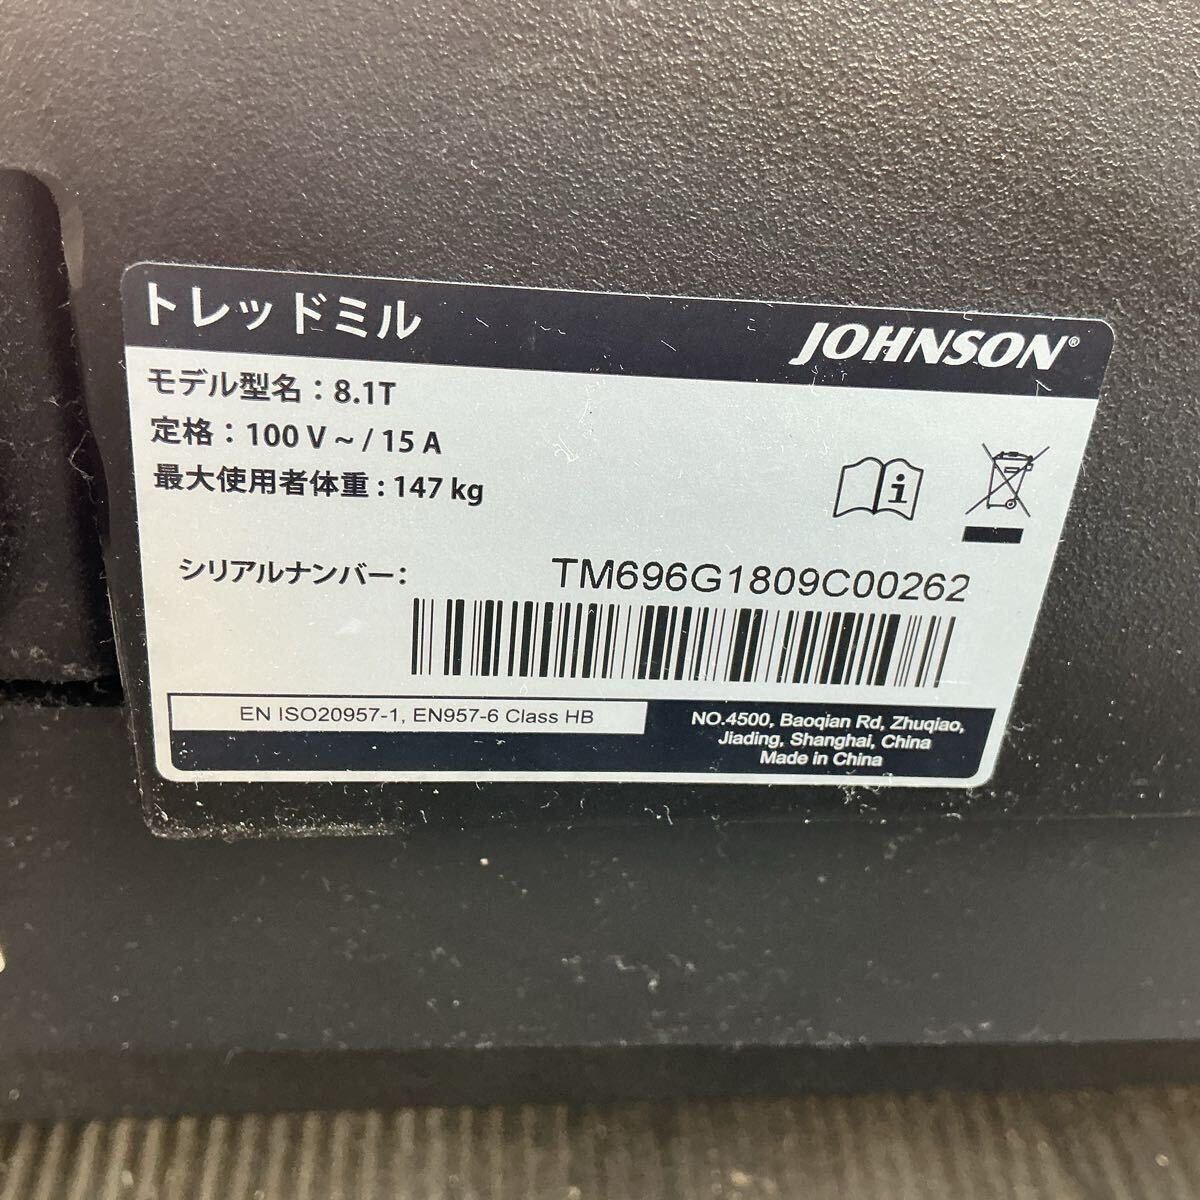 トレッドミル
JOHNSON®
モデル型名：8.1T
定格：100 V ~ / 15 A
最大使用者体重：147 kg
i
シリアルナンバー：
TM696G1809C00262
EN ISO20957-1, EN957-6 Class HB
NO.4500, Baoqian Rd, Zhuqiao,
Jiading, Shanghai, China
Made in China